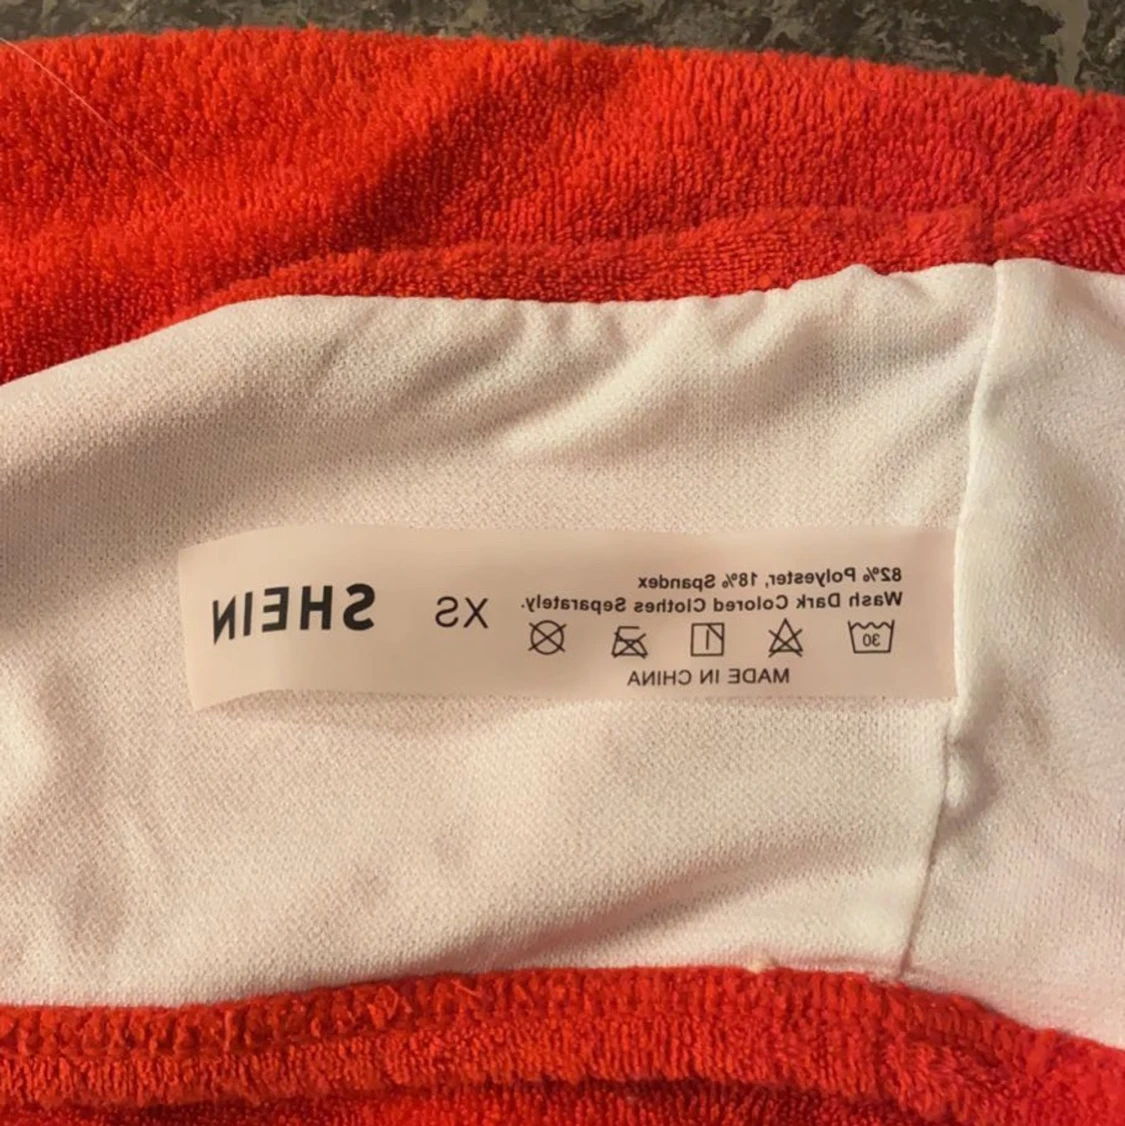 82% Polyester, 18% Spandex
Wash Dark Colored Clothes Separately.
30
MADE IN CHINA
XS
SHEIN